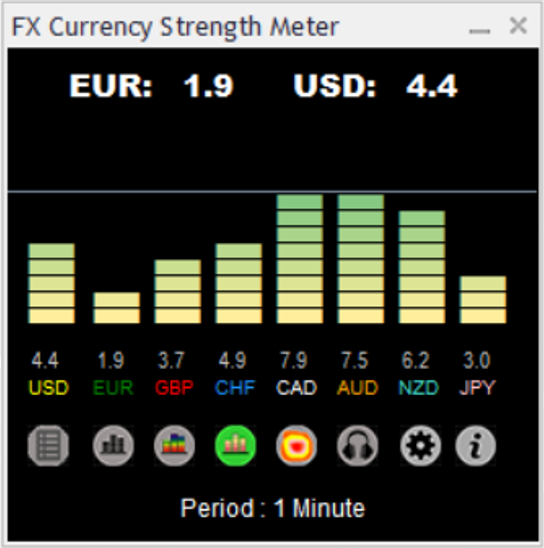 FX Currency Strength Meter
EUR: 1.9 USD: 4.4
4.4 1.9 3.7 4.9 7.9 7.5 6.2 3.0
USD EUR GBP CHF CAD AUD NZD JPY
i
Period : 1 Minute